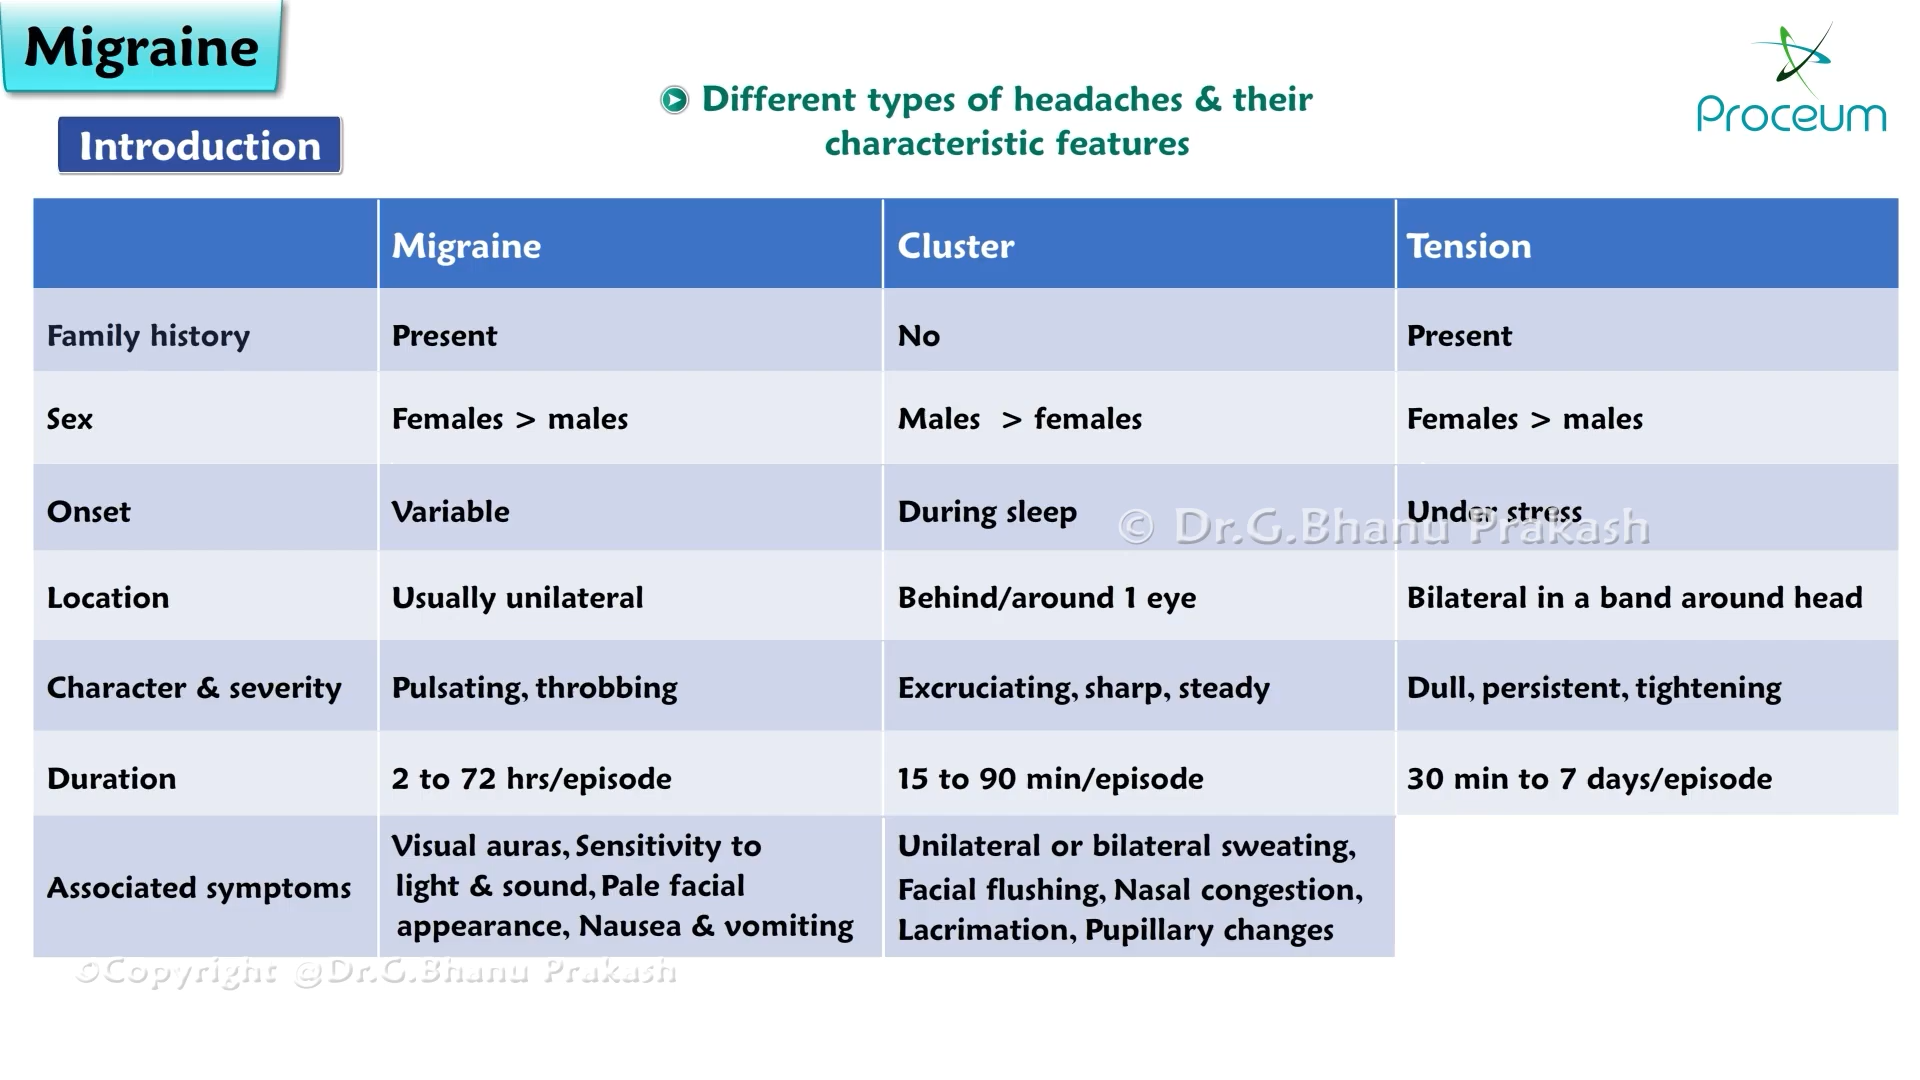 Migraine
Introduction
Different types of headaches & their
characteristic features
Proceum
Migraine Cluster Tension
Family history Present No Present
Sex Females > males Males > females Females > males
Onset Variable During sleep Under stress
© Dr.G.Bhanu Prakash
Location Usually unilateral Behind/around 1 eye Bilateral in a band around head
Character & severity Pulsating, throbbing Excruciating, sharp, steady Dull, persistent, tightening
Duration 2 to 72 hrs/episode 15 to 90 min/episode 30 min to 7 days/episode
Associated symptoms
Visual auras, Sensitivity to
light & sound, Pale facial
appearance, Nausea & vomiting
Unilateral or bilateral sweating,
Facial flushing, Nasal congestion,
Lacrimation, Pupillary changes
©Copyright @Dr.G.Bhanu Prakash